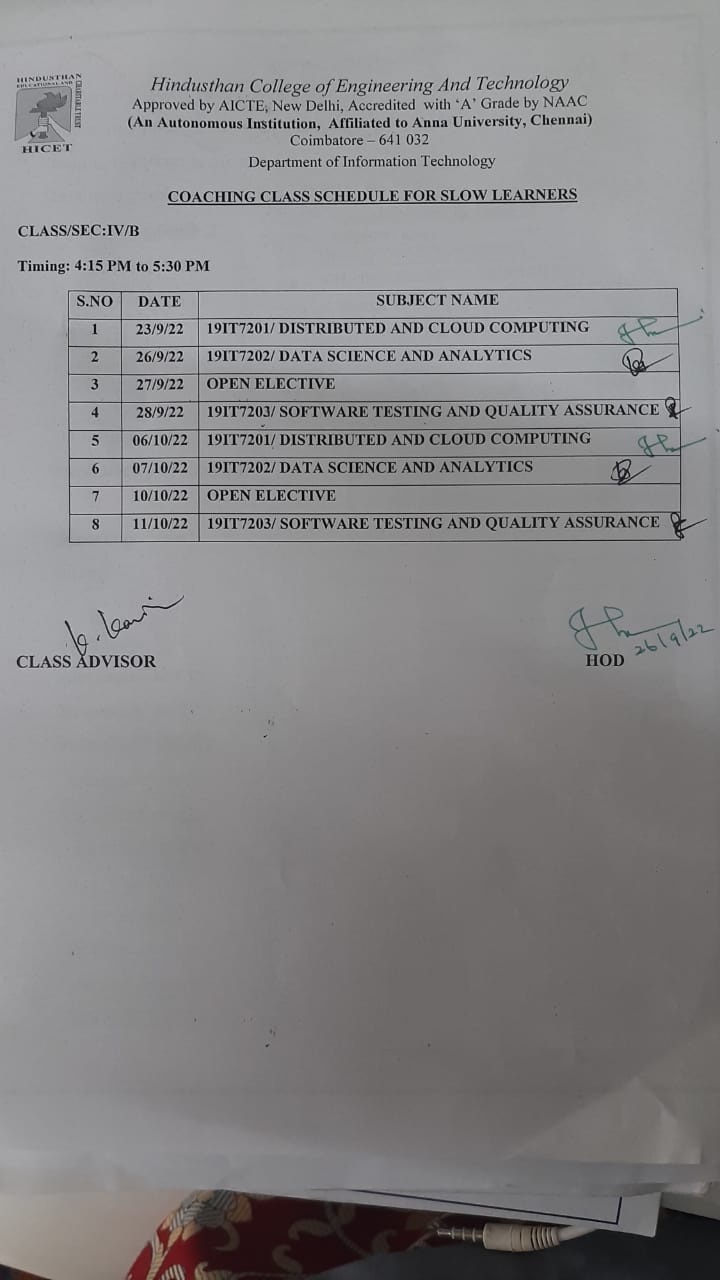 HINDUSTHAN
EDUCATIONAL AND
CHARITABLE TRUST
HICET
Hindusthan College of Engineering And Technology
Approved by AICTE, New Delhi, Accredited with ‘A’ Grade by NAAC
(An Autonomous Institution, Affiliated to Anna University, Chennai)
Coimbatore – 641 032
Department of Information Technology
COACHING CLASS SCHEDULE FOR SLOW LEARNERS
CLASS/SEC:IV/B
Timing: 4:15 PM to 5:30 PM
S.NO DATE SUBJECT NAME
1 23/9/22 19IT7201/ DISTRIBUTED AND CLOUD COMPUTING
2 26/9/22 19IT7202/ DATA SCIENCE AND ANALYTICS
3 27/9/22 OPEN ELECTIVE
4 28/9/22 19IT7203/ SOFTWARE TESTING AND QUALITY ASSURANCE
5 06/10/22 19IT7201/ DISTRIBUTED AND CLOUD COMPUTING
6 07/10/22 19IT7202/ DATA SCIENCE AND ANALYTICS
7 10/10/22 OPEN ELECTIVE
8 11/10/22 19IT7203/ SOFTWARE TESTING AND QUALITY ASSURANCE
26/9/22
CLASS ADVISOR HOD